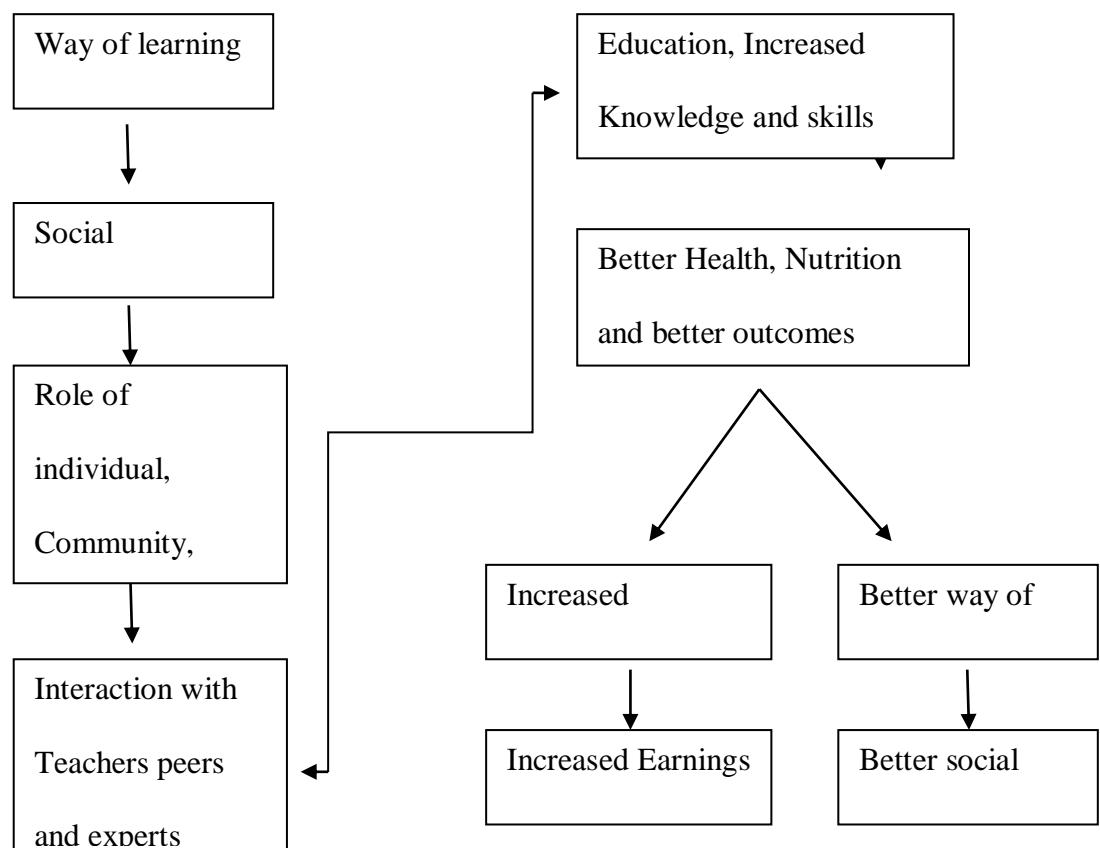 Way of learning
Social
Role of
individual,
Community,
Interaction with
Teachers peers
and experts
Education, Increased
Knowledge and skills
Better Health, Nutrition
and better outcomes
Increased
Increased Earnings
Better way of
Better social